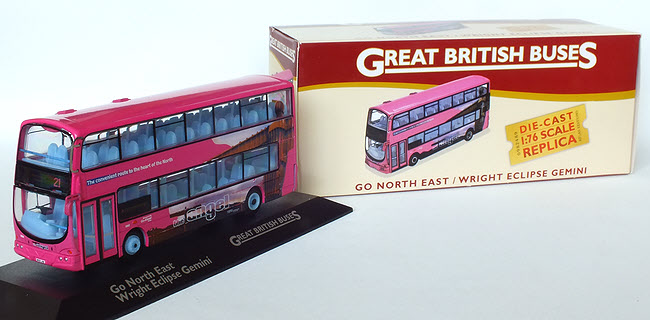 GREAT BRITISH BUSES
DIE-CAST
1:76 SCALE
REPLICA
GO NORTH EAST / WRIGHT ECLIPSE GEMINI
21
The convenient route to the heart of the North
the angel
GREAT BRITISH BUSES
Go North East
Wright Eclipse Gemini